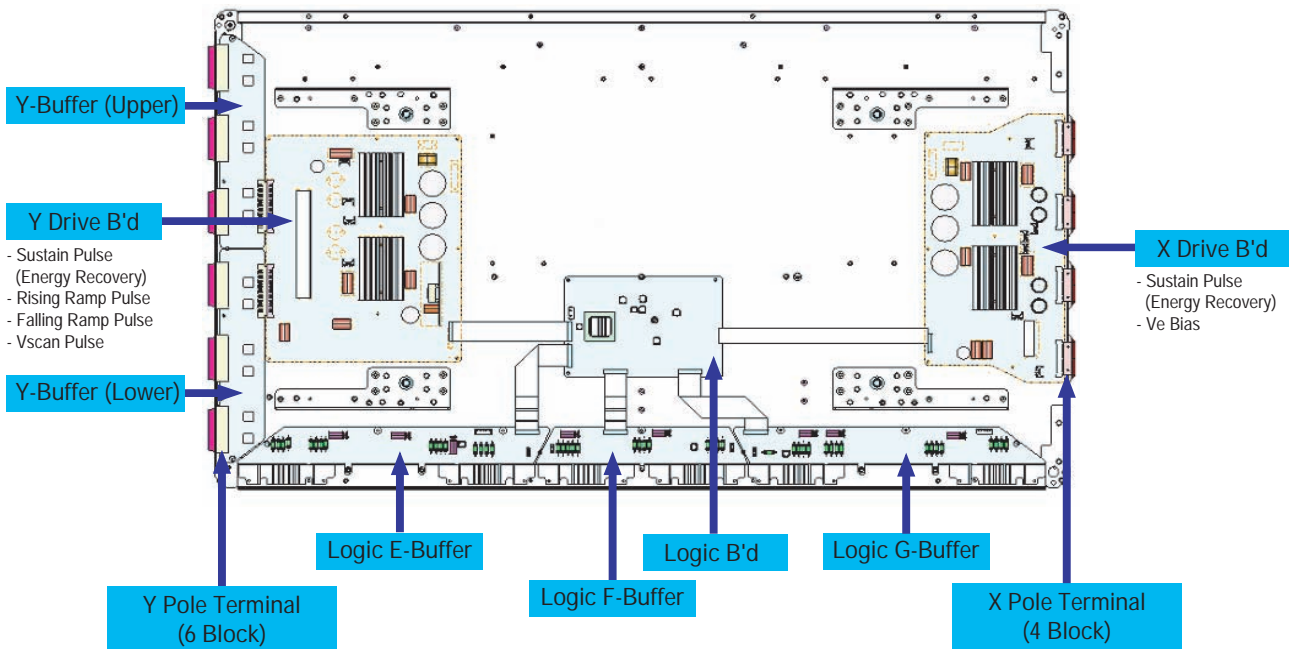 Y-Buffer (Upper)
Y Drive B'd
- Sustain Pulse
(Energy Recovery)
- Rising Ramp Pulse
- Falling Ramp Pulse
- Vscan Pulse
Y-Buffer (Lower)
X Drive B'd
- Sustain Pulse
(Energy Recovery)
- Ve Bias
Logic E-Buffer
Logic F-Buffer
Logic B'd
Logic G-Buffer
Y Pole Terminal
(6 Block)
X Pole Terminal
(4 Block)